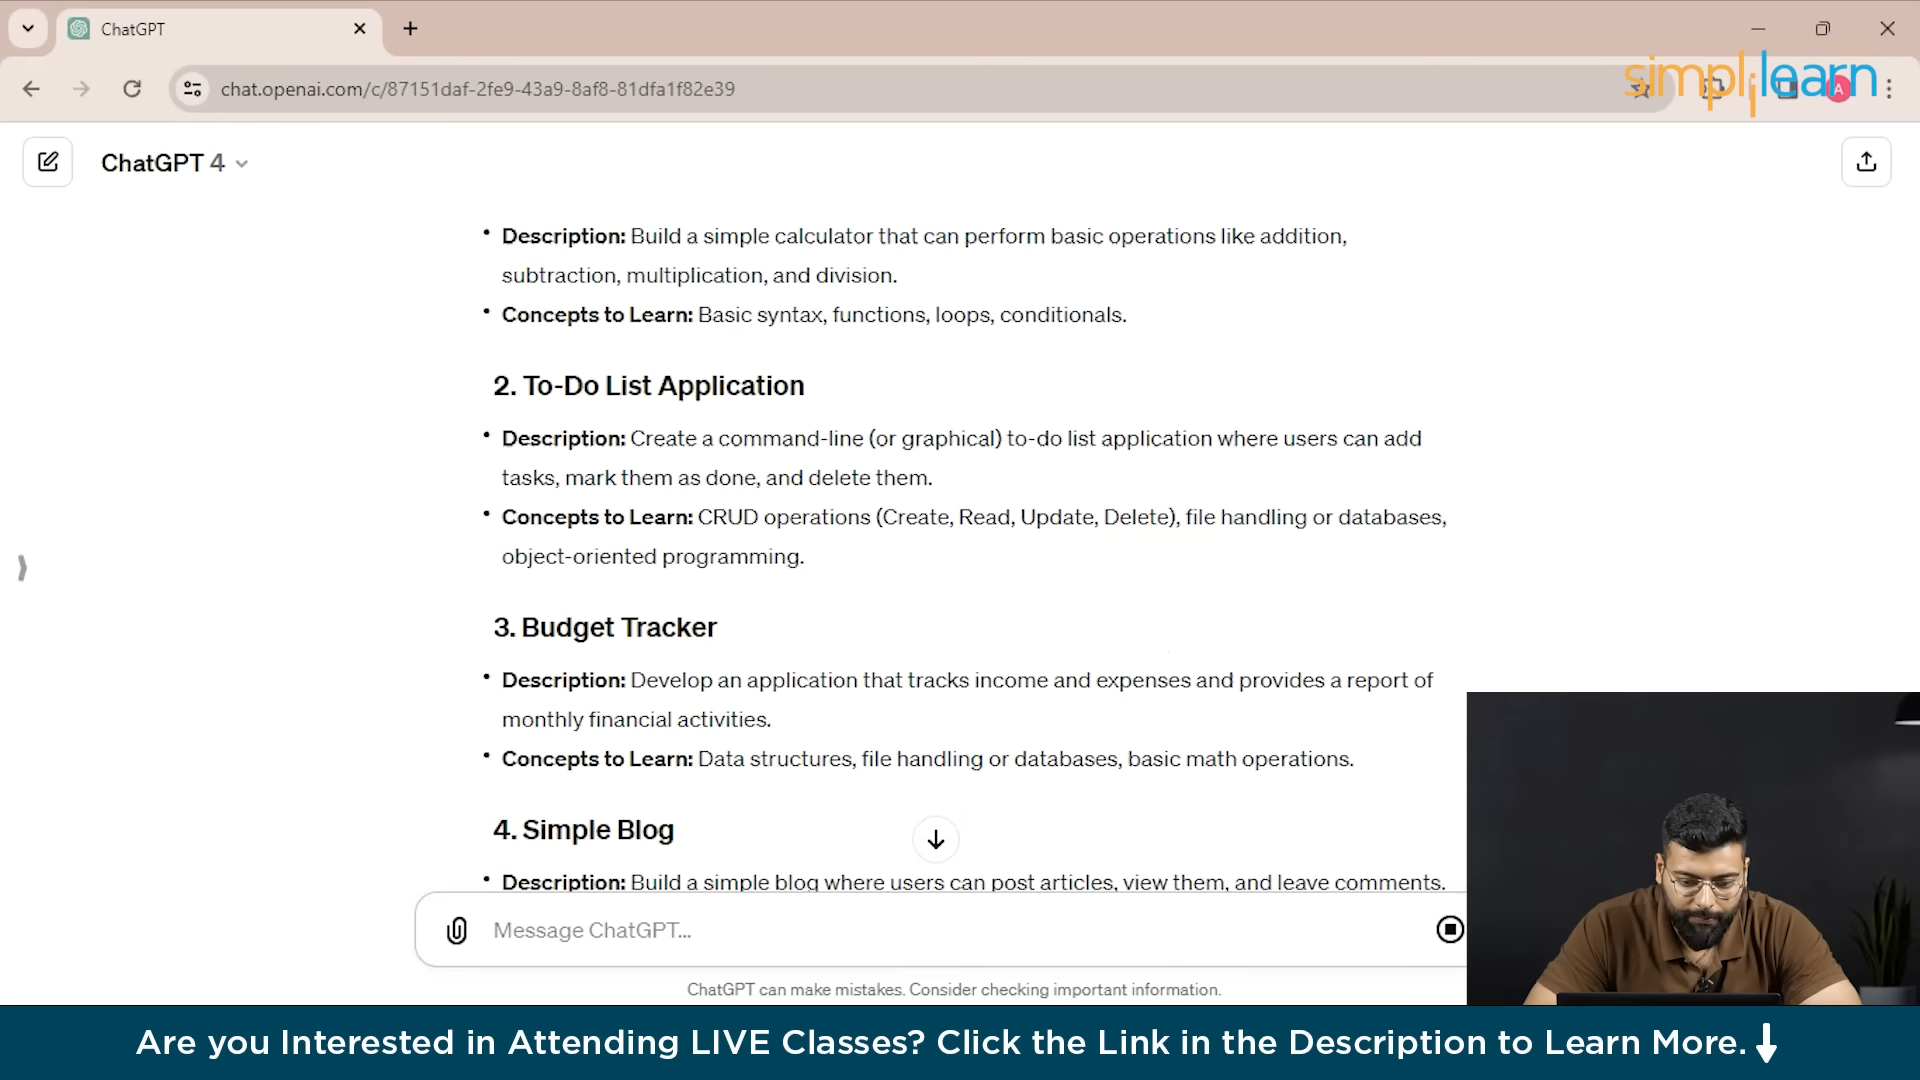 ChatGPT
chat.openai.com/c/87151daf-2fe9-43a9-8af8-81dfa1f82e39
simplilearn
A
ChatGPT 4
• Description: Build a simple calculator that can perform basic operations like addition,
subtraction, multiplication, and division.
• Concepts to Learn: Basic syntax, functions, loops, conditionals.
2. To-Do List Application
• Description: Create a command-line (or graphical) to-do list application where users can add
tasks, mark them as done, and delete them.
• Concepts to Learn: CRUD operations (Create, Read, Update, Delete), file handling or databases,
object-oriented programming.
3. Budget Tracker
• Description: Develop an application that tracks income and expenses and provides a report of
monthly financial activities.
• Concepts to Learn: Data structures, file handling or databases, basic math operations.
4. Simple Blog
• Description: Build a simple blog where users can post articles, view them, and leave comments.
Message ChatGPT...
ChatGPT can make mistakes. Consider checking important information.
Are you Interested in Attending LIVE Classes? Click the Link in the Description to Learn More.